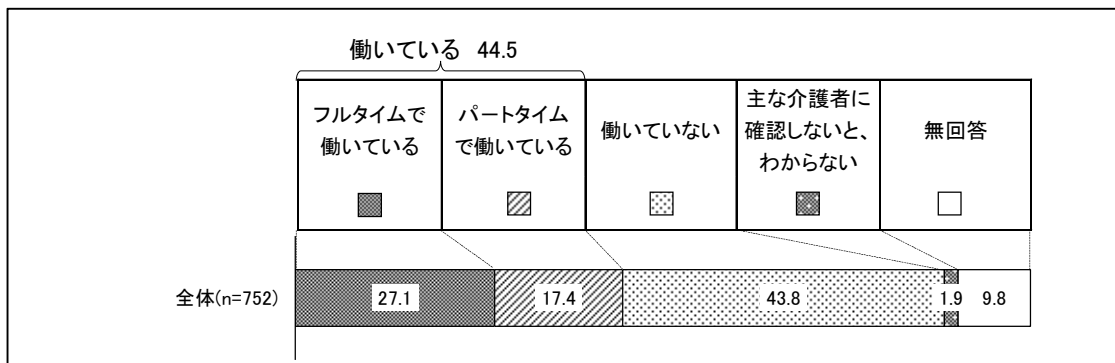 働いている 44.5
フルタイムで
働いている
パートタイム
で働いている
働いていない
主な介護者に
確認しないと、
わからない
無回答
全体(n=752)
27.1
17.4
43.8
1.9
9.8